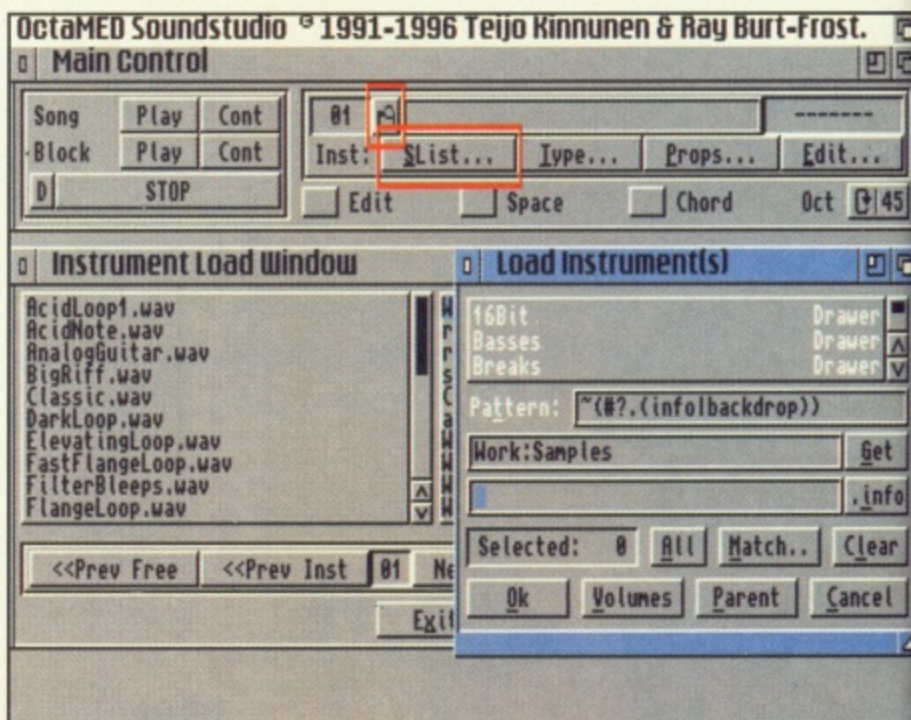 OctaMED Soundstudio © 1991-1996 Teijo Kinnunen & Ray Burt-Frost.
Main Control
Song Play Cont 01 -------
Block Play Cont Inst: SList... Type... Props... Edit...
D STOP
Edit Space Chord Oct 45
Instrument Load Window
AcidLoop1.wav
AcidNote.wav
AnalogGuitar.wav
BigRiff.wav
Classic.wav
DarkLoop.wav
ElevatingLoop.wav
FastFlangeLoop.wav
FilterBleeps.wav
FlangeLoop.wav
<<Prev Free <<Prev Inst 01 Ne
Exit
Load Instrument(s)
16Bit Drawer
Basses Drawer
Breaks Drawer
Pattern: ~(#?.(info|backdrop))
Work:Samples Get
.info
Selected: 0 All Match.. Clear
Ok Volumes Parent Cancel